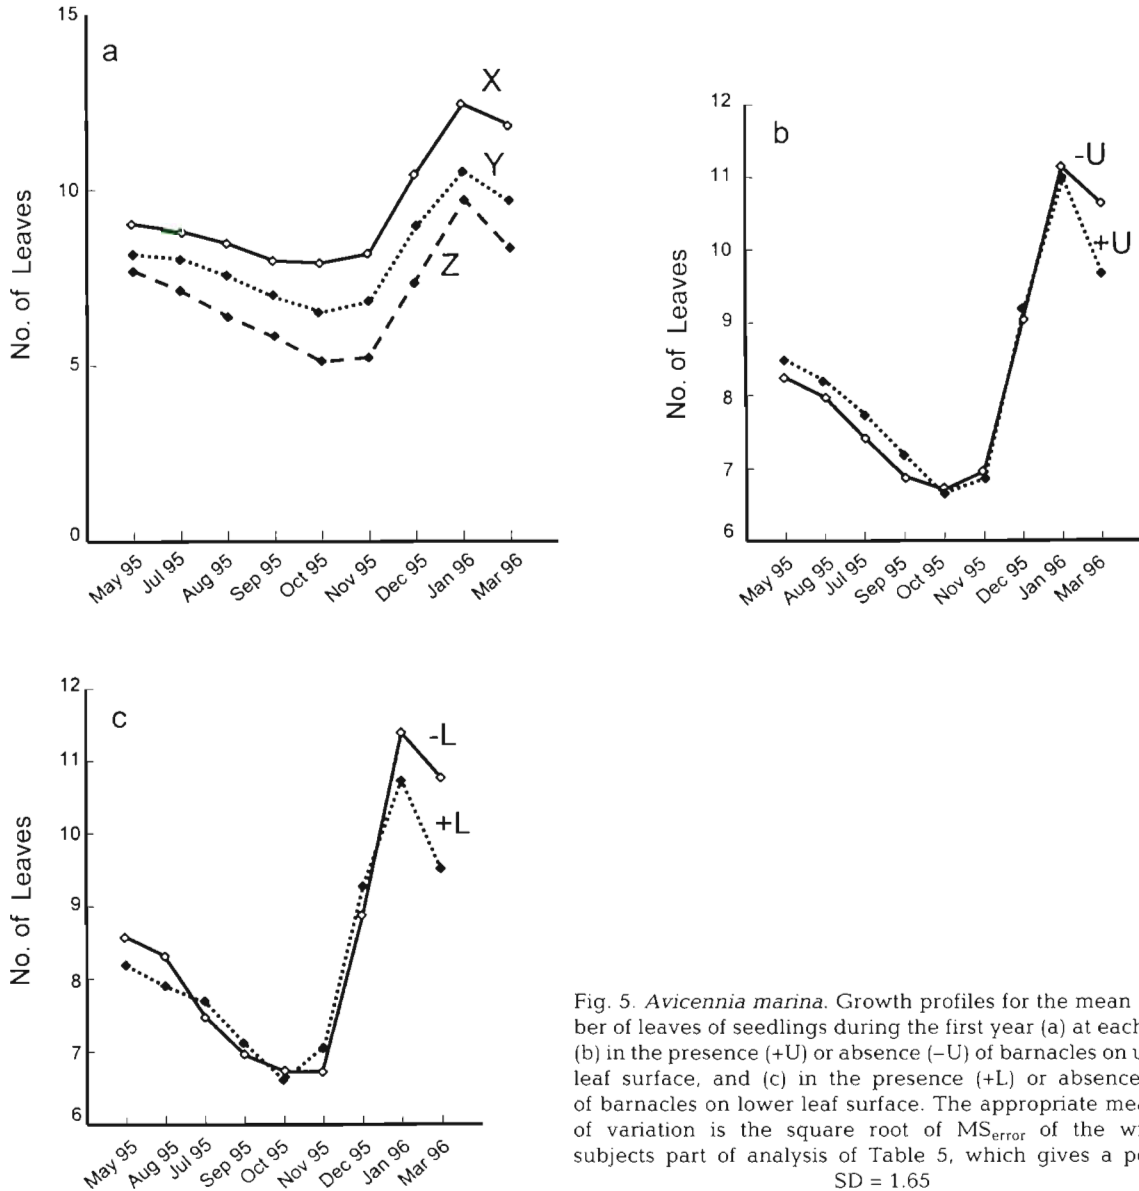 15
a
X
10
Y
Z
5
0
No. of Leaves
May 95
Jul 95
Aug 95
Sep 95
Oct 95
Nov 95
Dec 95
Jan 96
Mar 96
12
b
-U
11
+U
10
9
8
7
6
No. of Leaves
May 95
Aug 95
Jul 95
Sep 95
Oct 95
Nov 95
Dec 95
Jan 96
Mar 96
12
c
-L
11
+L
10
9
8
7
6
No. of Leaves
May 95
Aug 95
Jul 95
Sep 95
Oct 95
Nov 95
Dec 95
Jan 96
Mar 96
Fig. 5. Avicennia marina. Growth profiles for the mean
ber of leaves of seedlings during the first year (a) at each
(b) in the presence (+U) or absence (−U) of barnacles on u
leaf surface, and (c) in the presence (+L) or absence
of barnacles on lower leaf surface. The appropriate mea
of variation is the square root of MSerror of the w
subjects part of analysis of Table 5, which gives a po
SD = 1.65